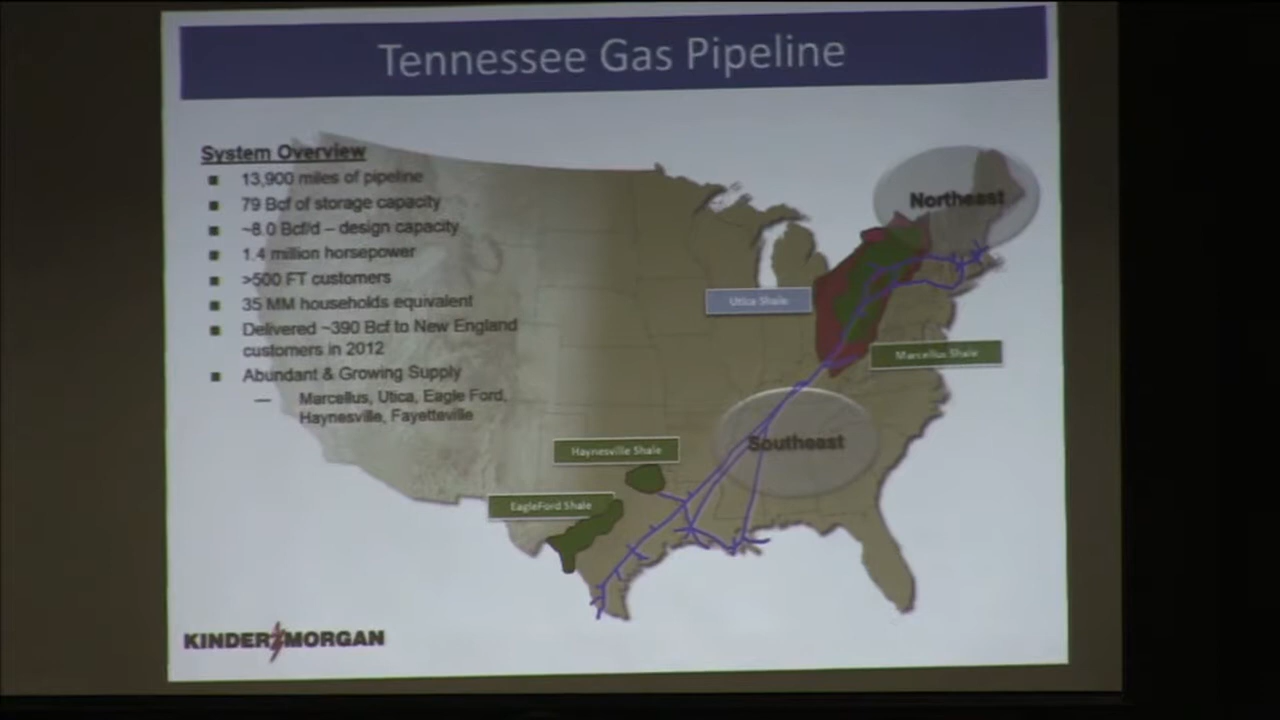 Tennessee Gas Pipeline
System Overview
13,900 miles of pipeline
79 Bcf of storage capacity
~8.0 Bcf/d – design capacity
1.4 million horsepower
>500 FT customers
35 MM households equivalent
Delivered ~390 Bcf to New England
customers in 2012
Abundant & Growing Supply
— Marcellus, Utica, Eagle Ford,
Haynesville, Fayetteville
Northeast
Utica Shale
Marcellus Shale
Southeast
Haynesville Shale
EagleFord Shale
KINDER MORGAN